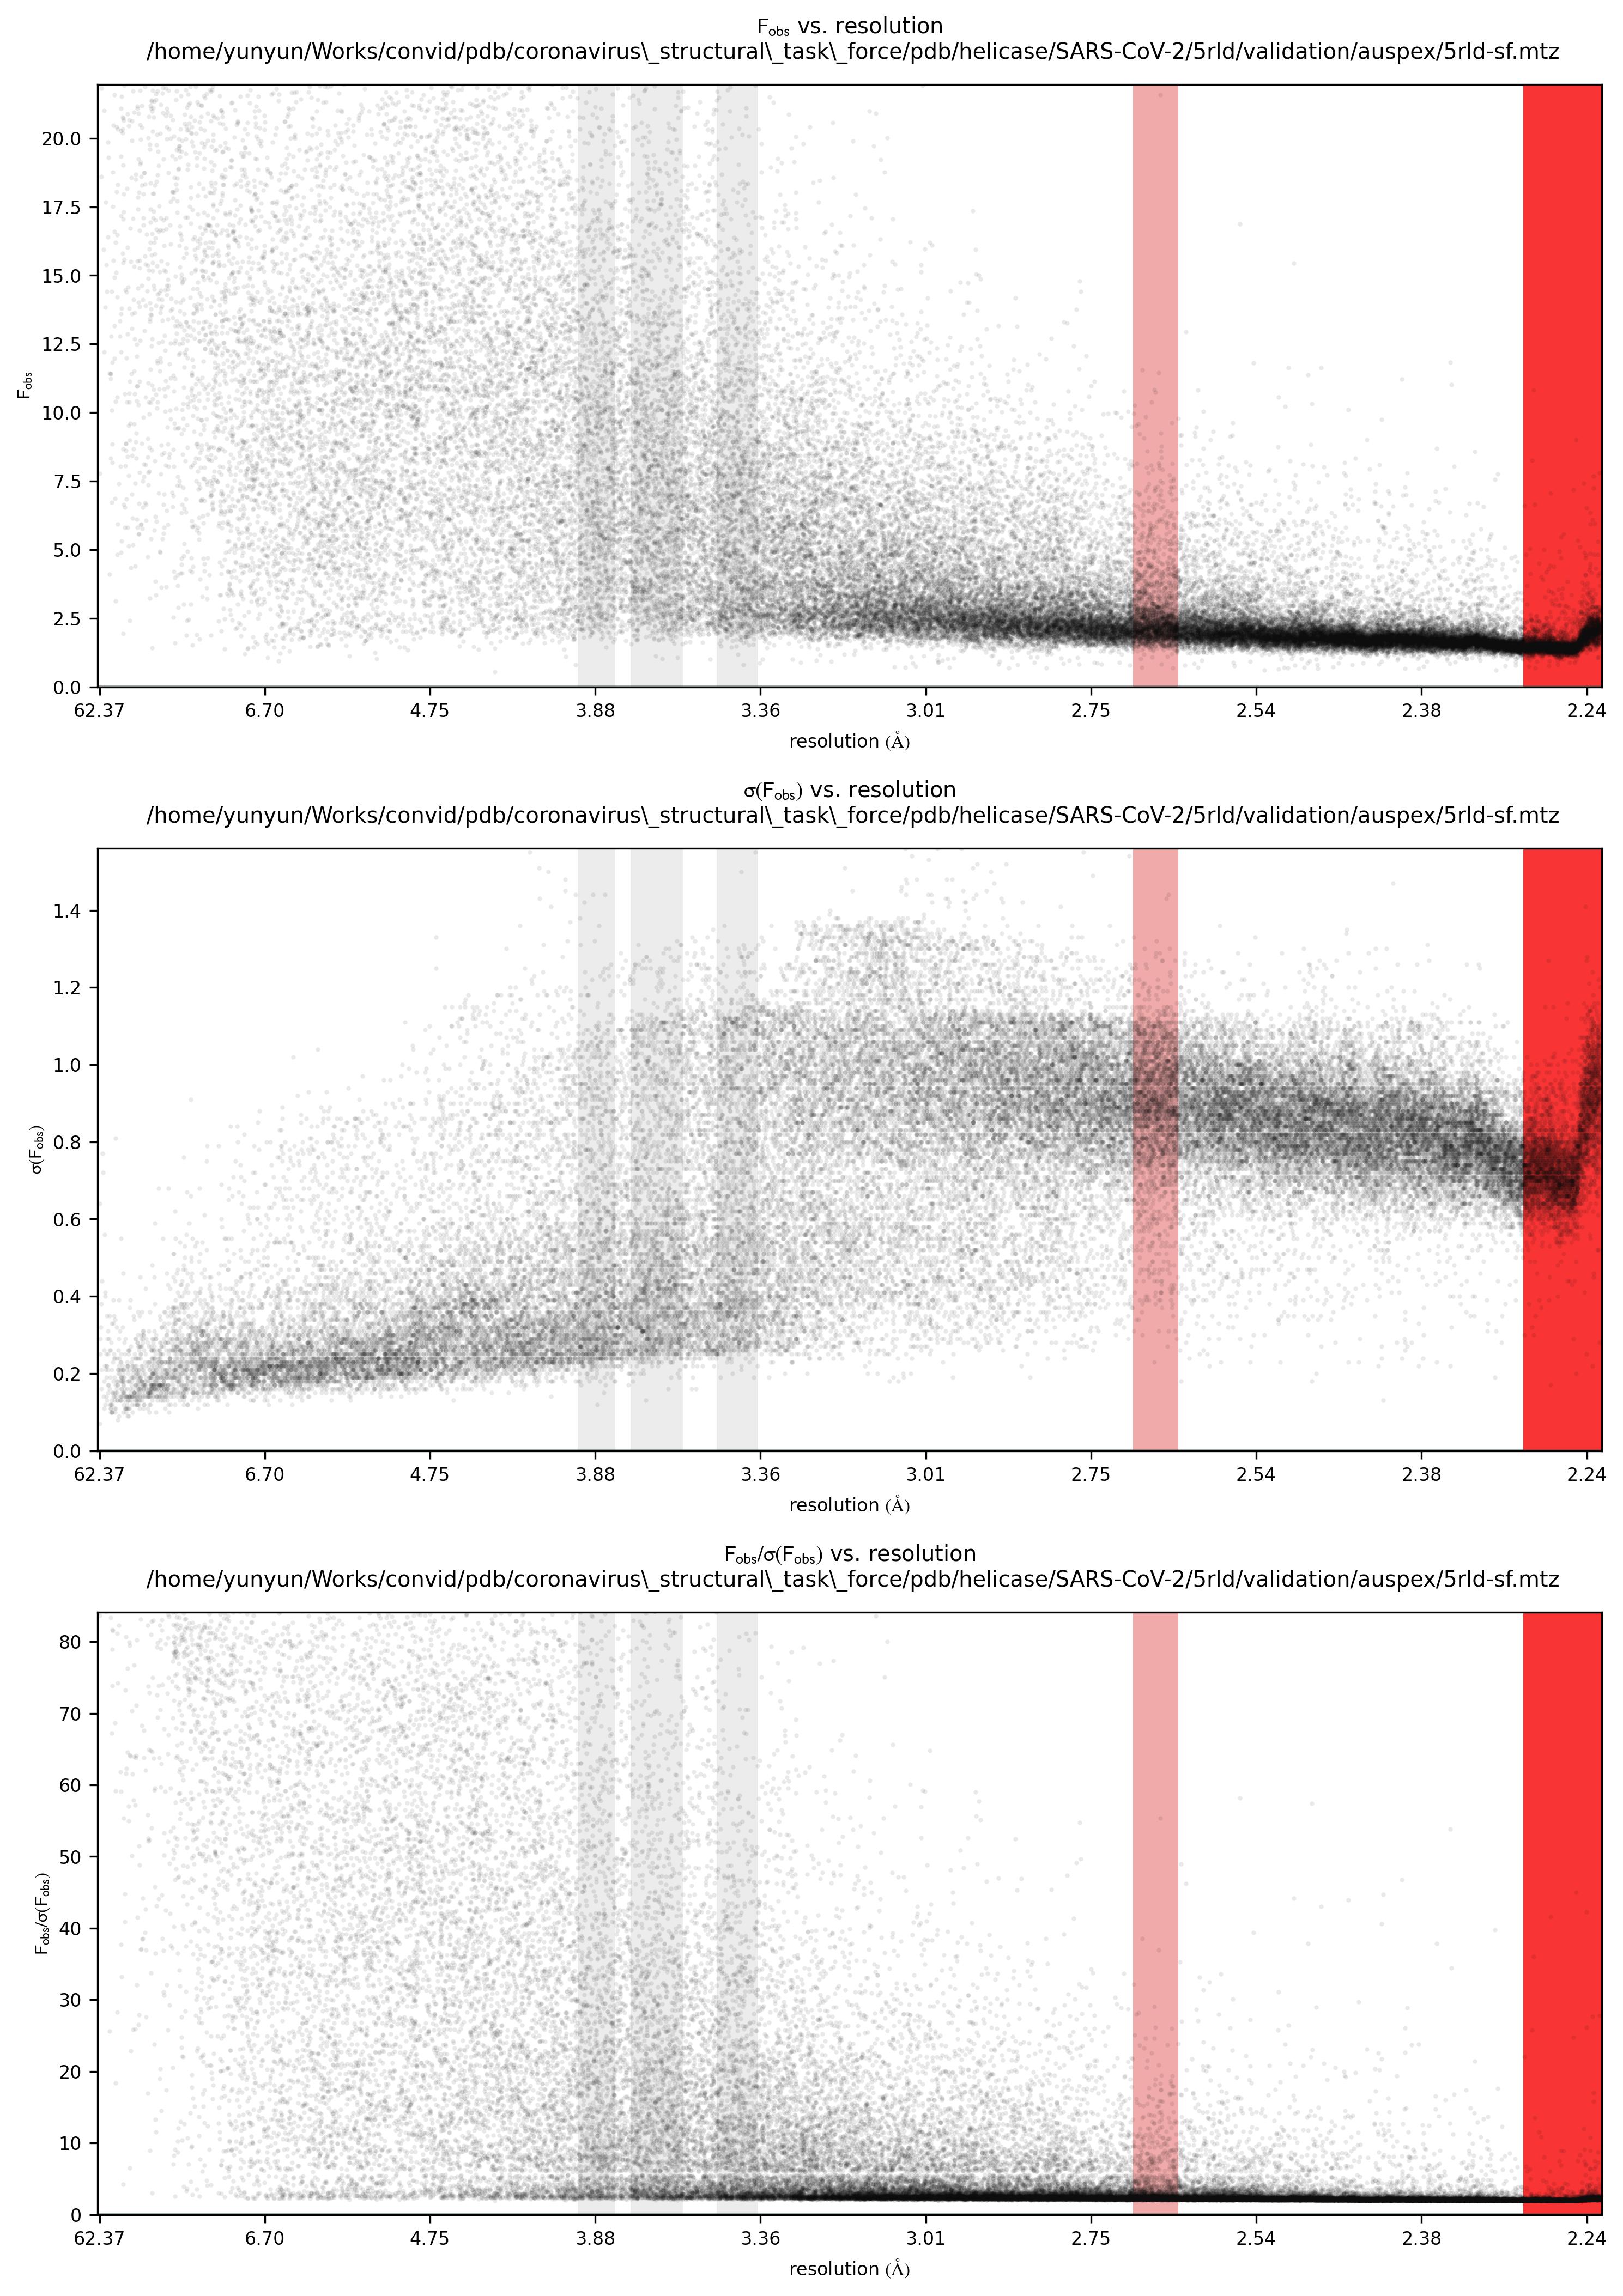 Fobs vs. resolution
/home/yunyun/Works/convid/pdb/coronavirus\_structural\_task\_force/pdb/helicase/SARS-CoV-2/5rld/validation/auspex/5rld-sf.mtz
20.0
17.5
15.0
12.5
10.0
7.5
5.0
2.5
0.0
Fobs
62.37 6.70 4.75 3.88 3.36 3.01 2.75 2.54 2.38 2.24
resolution (Å)
σ(Fobs) vs. resolution
/home/yunyun/Works/convid/pdb/coronavirus\_structural\_task\_force/pdb/helicase/SARS-CoV-2/5rld/validation/auspex/5rld-sf.mtz
1.4
1.2
1.0
0.8
0.6
0.4
0.2
0.0
σ(Fobs)
62.37 6.70 4.75 3.88 3.36 3.01 2.75 2.54 2.38 2.24
resolution (Å)
Fobs/σ(Fobs) vs. resolution
/home/yunyun/Works/convid/pdb/coronavirus\_structural\_task\_force/pdb/helicase/SARS-CoV-2/5rld/validation/auspex/5rld-sf.mtz
80
70
60
50
40
30
20
10
0
Fobs/σ(Fobs)
62.37 6.70 4.75 3.88 3.36 3.01 2.75 2.54 2.38 2.24
resolution (Å)